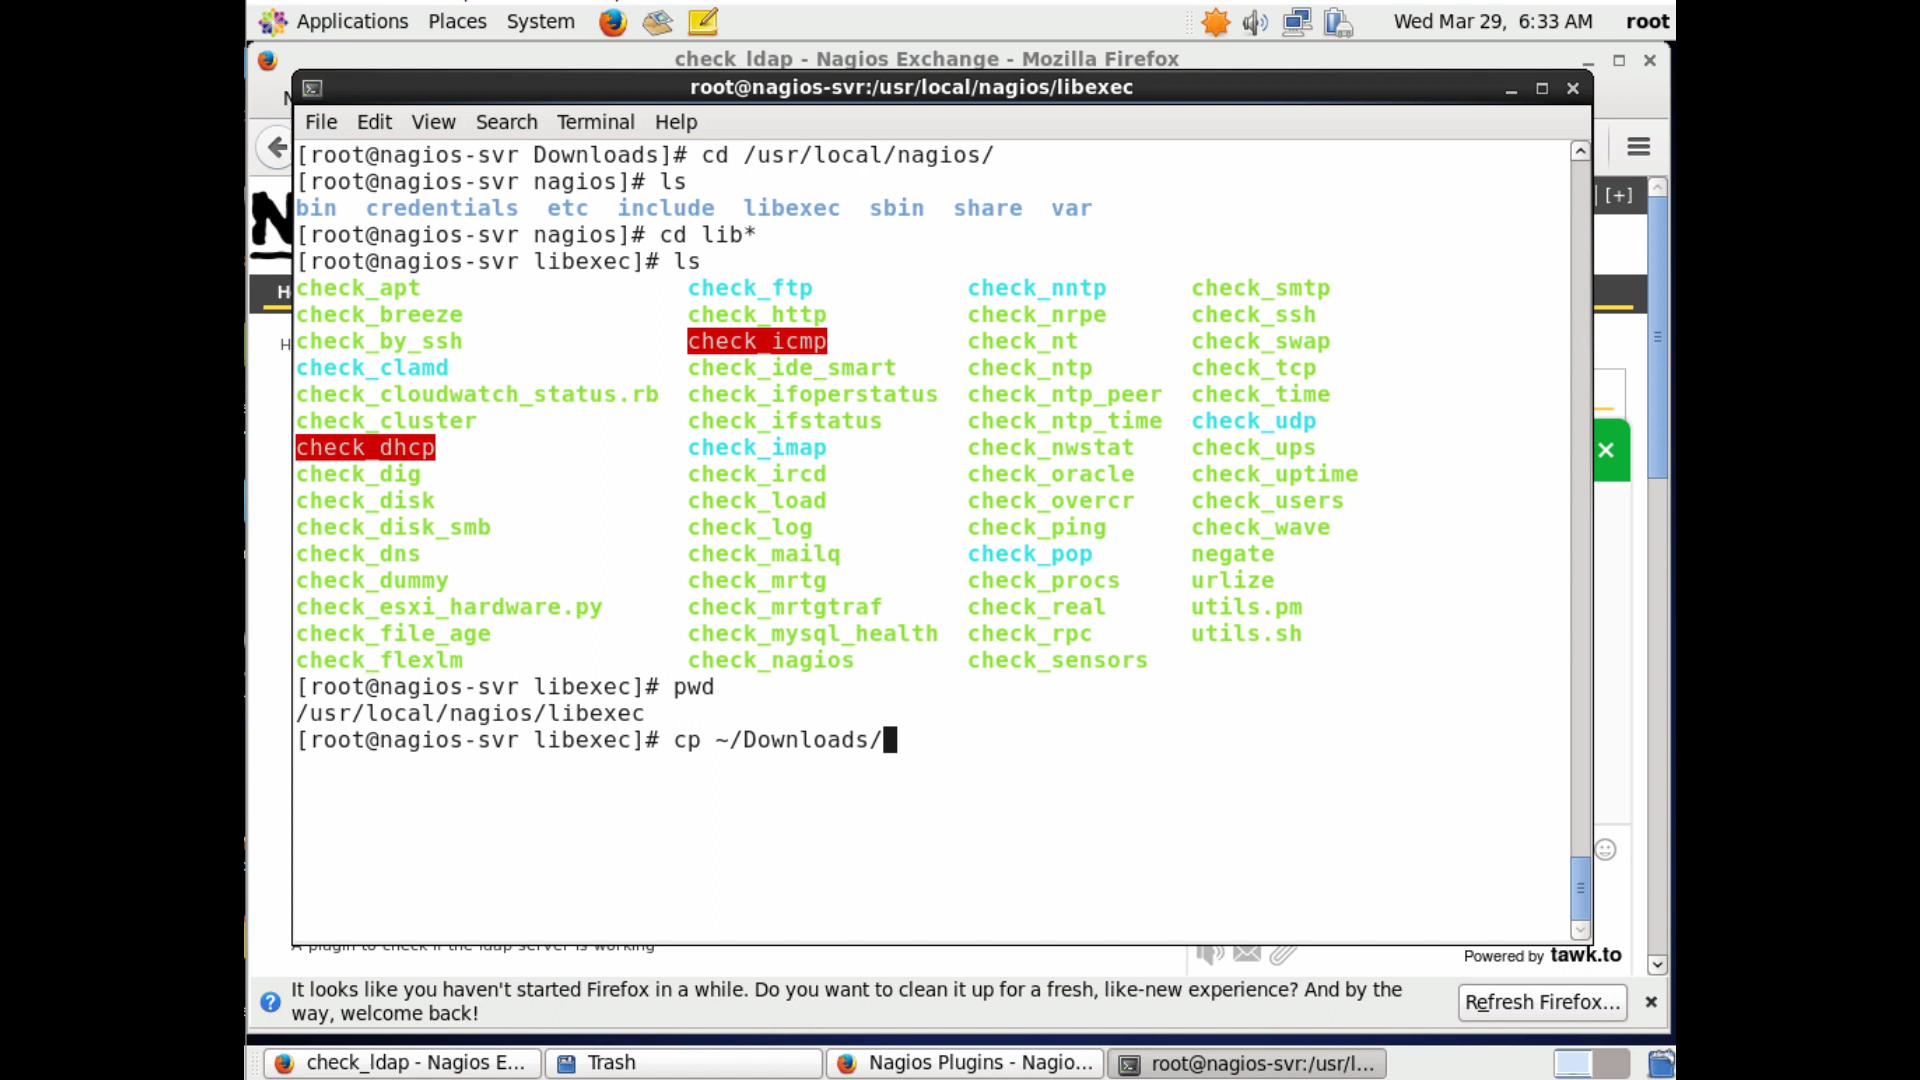 Applications Places System Wed Mar 29, 6:33 AM root
check_ldap - Nagios Exchange - Mozilla Firefox
root@nagios-svr:/usr/local/nagios/libexec
File Edit View Search Terminal Help
[root@nagios-svr Downloads]# cd /usr/local/nagios/
[root@nagios-svr nagios]# ls
bin credentials etc include libexec sbin share var
[+]
[root@nagios-svr nagios]# cd lib*
[root@nagios-svr libexec]# ls
check_apt check_ftp check_nntp check_smtp
check_breeze check_http check_nrpe check_ssh
check_by_ssh check_icmp check_nt check_swap
check_clamd check_ide_smart check_ntp check_tcp
check_cloudwatch_status.rb check_ifoperstatus check_ntp_peer check_time
check_cluster check_ifstatus check_ntp_time check_udp
check_dhcp check_imap check_nwstat check_ups
check_dig check_ircd check_oracle check_uptime
check_disk check_load check_overcr check_users
check_disk_smb check_log check_ping check_wave
check_dns check_mailq check_pop negate
check_dummy check_mrtg check_procs urlize
check_esxi_hardware.py check_mrtgtraf check_real utils.pm
check_file_age check_mysql_health check_rpc utils.sh
check_flexlm check_nagios check_sensors
[root@nagios-svr libexec]# pwd
/usr/local/nagios/libexec
[root@nagios-svr libexec]# cp ~/Downloads/
A plugin to check if the ldap server is working
Powered by tawk.to
It looks like you haven't started Firefox in a while. Do you want to clean it up for a fresh, like-new experience? And by the
way, welcome back!
Refresh Firefox...
check_ldap - Nagios E... Trash Nagios Plugins - Nagio... root@nagios-svr:/usr/l...